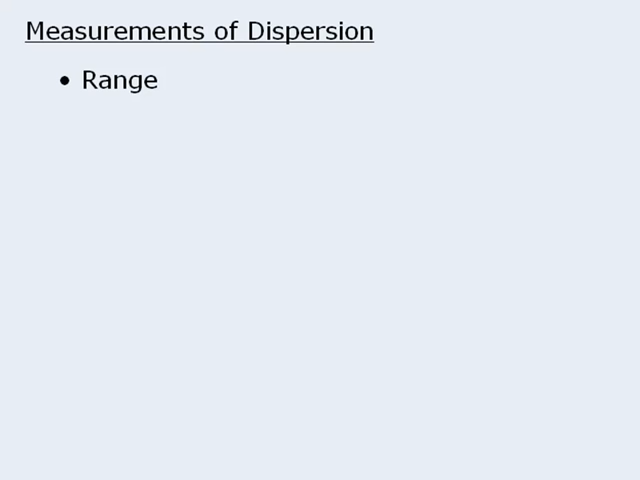 Measurements of Dispersion
• Range